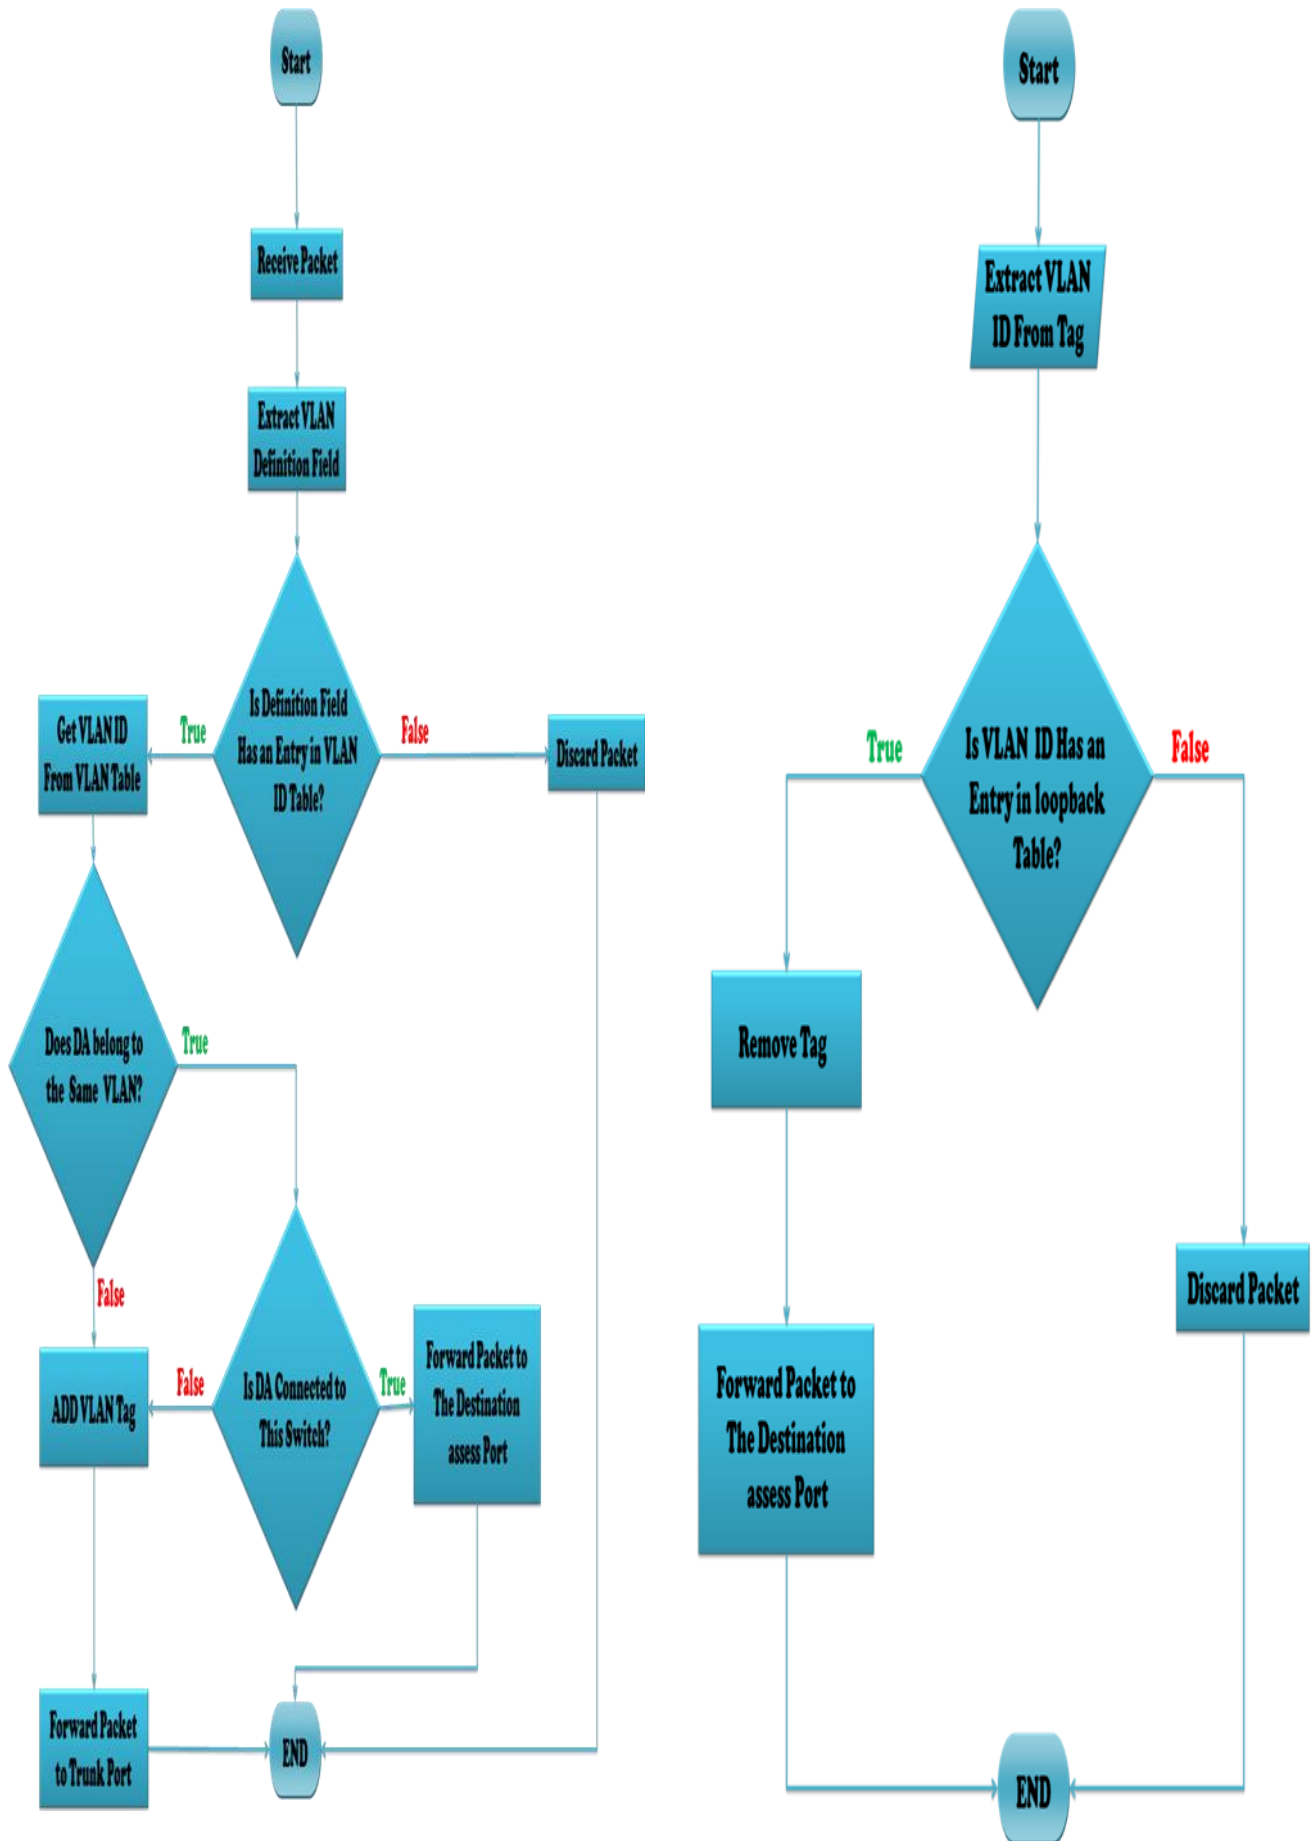 Start
Receive Packet
Extract VLAN
Definition Field
Is Definition Field
Has an Entry in VLAN
ID Table?
True
False
Get VLAN ID
From VLAN Table
Discard Packet
Does DA belong to
the Same VLAN?
True
False
Is DA Connected to
This Switch?
False
True
ADD VLAN Tag
Forward Packet to
The Destination
assess Port
Forward Packet
to Trunk Port
END
Start
Extract VLAN
ID From Tag
Is VLAN ID Has an
Entry in loopback
Table?
True
False
Remove Tag
Discard Packet
Forward Packet to
The Destination
assess Port
END